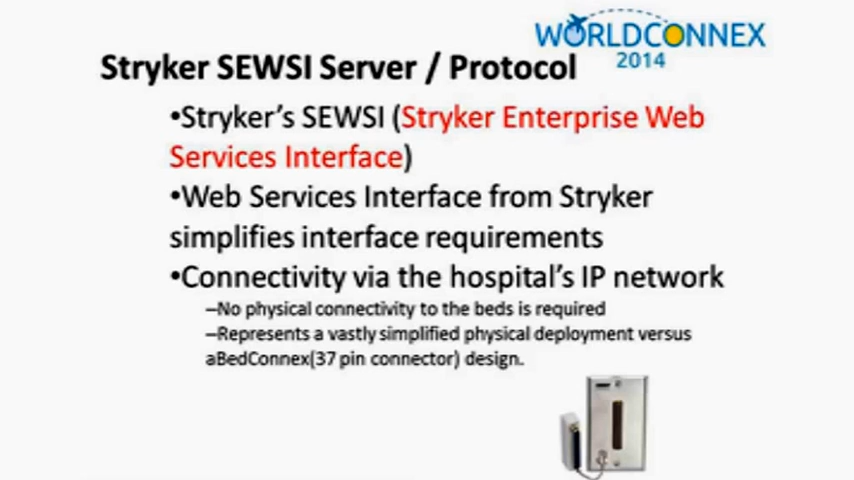 WORLDCONNEX
2014
Stryker SEWSI Server / Protocol
•Stryker's SEWSI (Stryker Enterprise Web
Services Interface)
•Web Services Interface from Stryker
simplifies interface requirements
•Connectivity via the hospital's IP network
–No physical connectivity to the beds is required
–Represents a vastly simplified physical deployment versus
aBedConnex(37 pin connector) design.